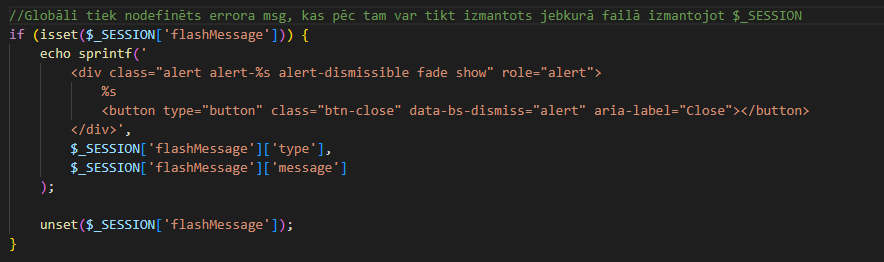 //Globāli tiek nodefinēts errora msg, kas pēc tam var tikt izmantots jebkurā failā izmantojot $_SESSION
if (isset($_SESSION['flashMessage'])) {
    echo sprintf('
        <div class="alert alert-%s alert-dismissible fade show" role="alert">
            %s
            <button type="button" class="btn-close" data-bs-dismiss="alert" aria-label="Close"></button>
        </div>',
        $_SESSION['flashMessage']['type'],
        $_SESSION['flashMessage']['message']
    );

    unset($_SESSION['flashMessage']);
}